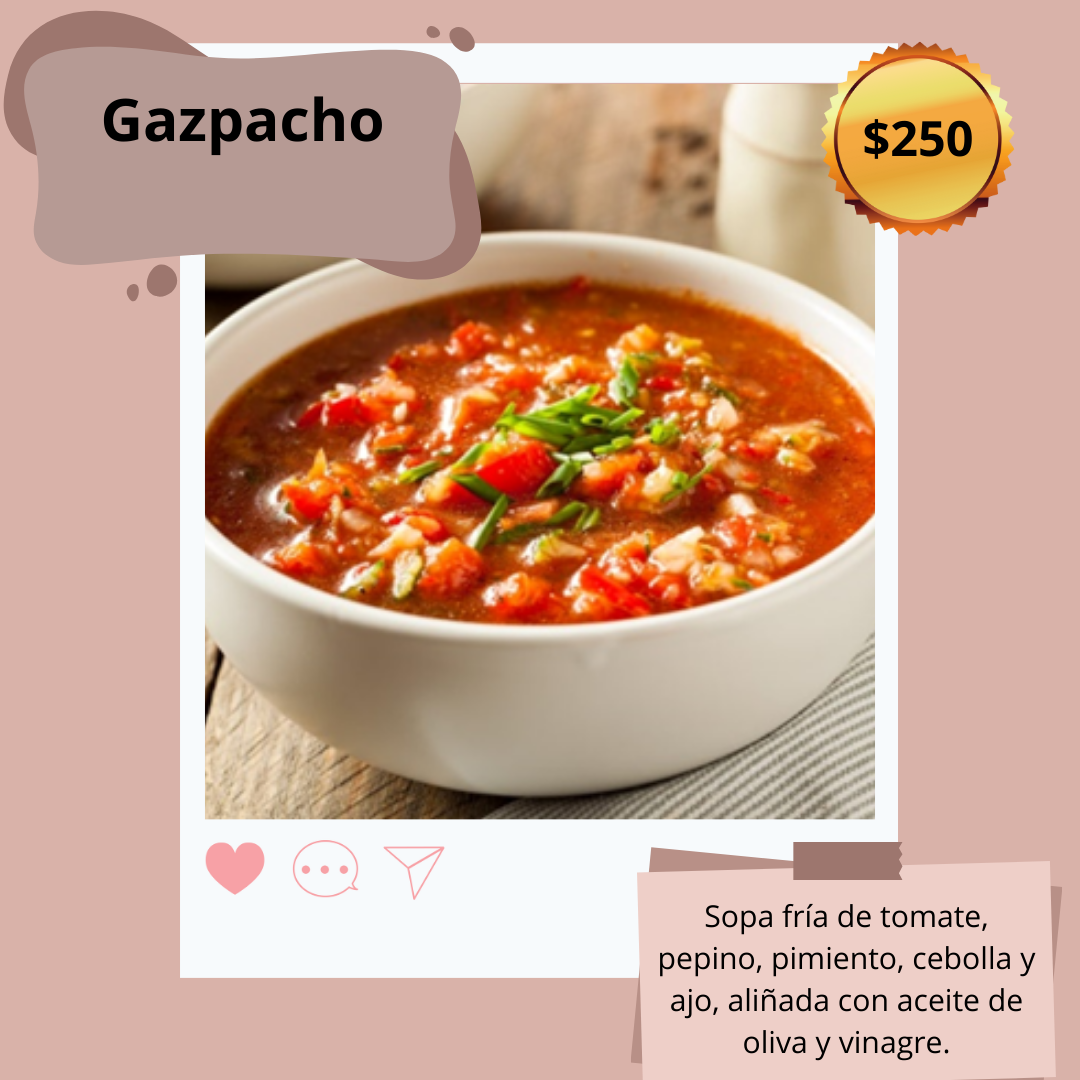 Gazpacho
$250
Sopa fría de tomate,
pepino, pimiento, cebolla y
ajo, aliñada con aceite de
oliva y vinagre.